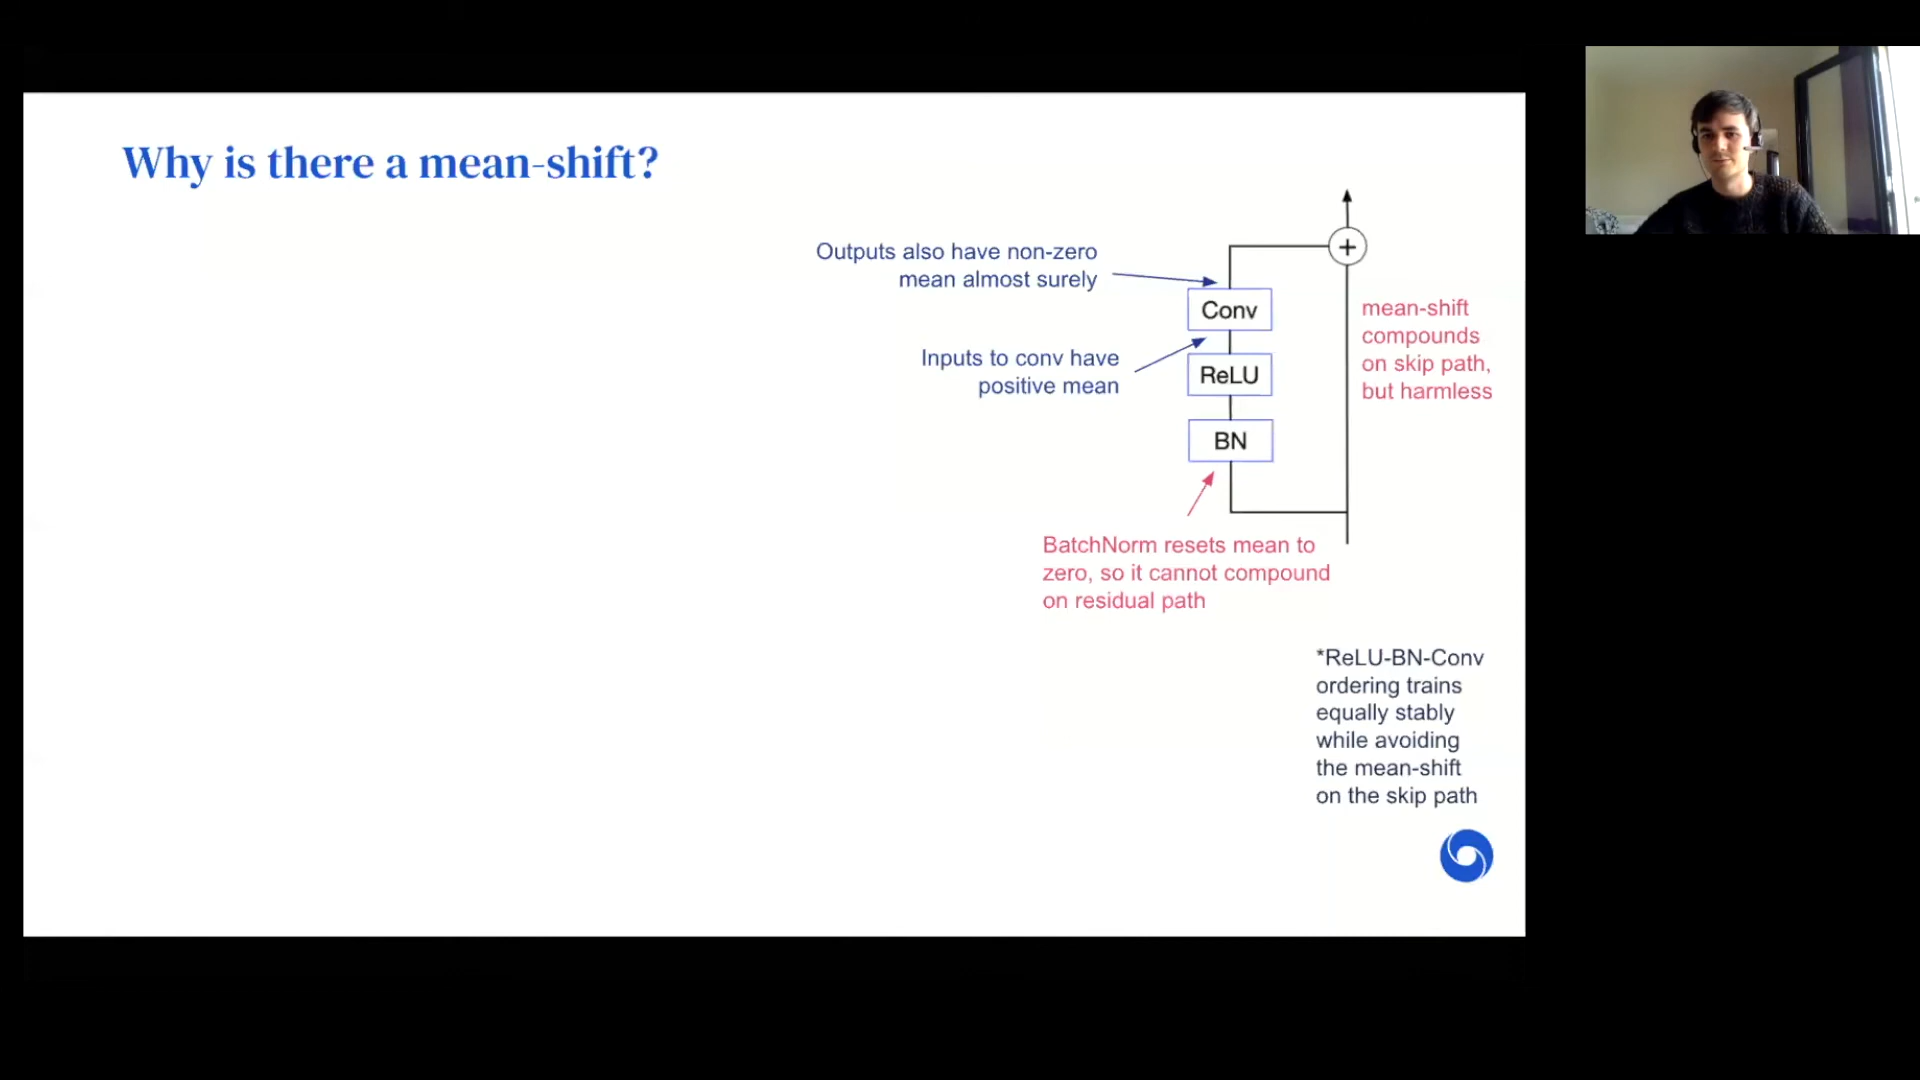 Why is there a mean-shift?
Outputs also have non-zero
mean almost surely
+
Conv
mean-shift
compounds
on skip path,
but harmless
Inputs to conv have
positive mean
ReLU
BN
BatchNorm resets mean to
zero, so it cannot compound
on residual path
*ReLU-BN-Conv
ordering trains
equally stably
while avoiding
the mean-shift
on the skip path